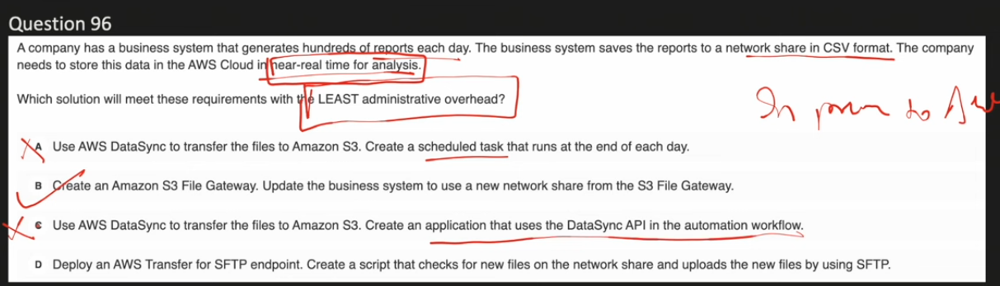 Question 96
A company has a business system that generates hundreds of reports each day. The business system saves the reports to a network share in CSV format. The company
needs to store this data in the AWS Cloud in near-real time for analysis.
Which solution will meet these requirements with the LEAST administrative overhead?
In prem to AWS
A Use AWS DataSync to transfer the files to Amazon S3. Create a scheduled task that runs at the end of each day.
B Create an Amazon S3 File Gateway. Update the business system to use a new network share from the S3 File Gateway.
C Use AWS DataSync to transfer the files to Amazon S3. Create an application that uses the DataSync API in the automation workflow.
D Deploy an AWS Transfer for SFTP endpoint. Create a script that checks for new files on the network share and uploads the new files by using SFTP.